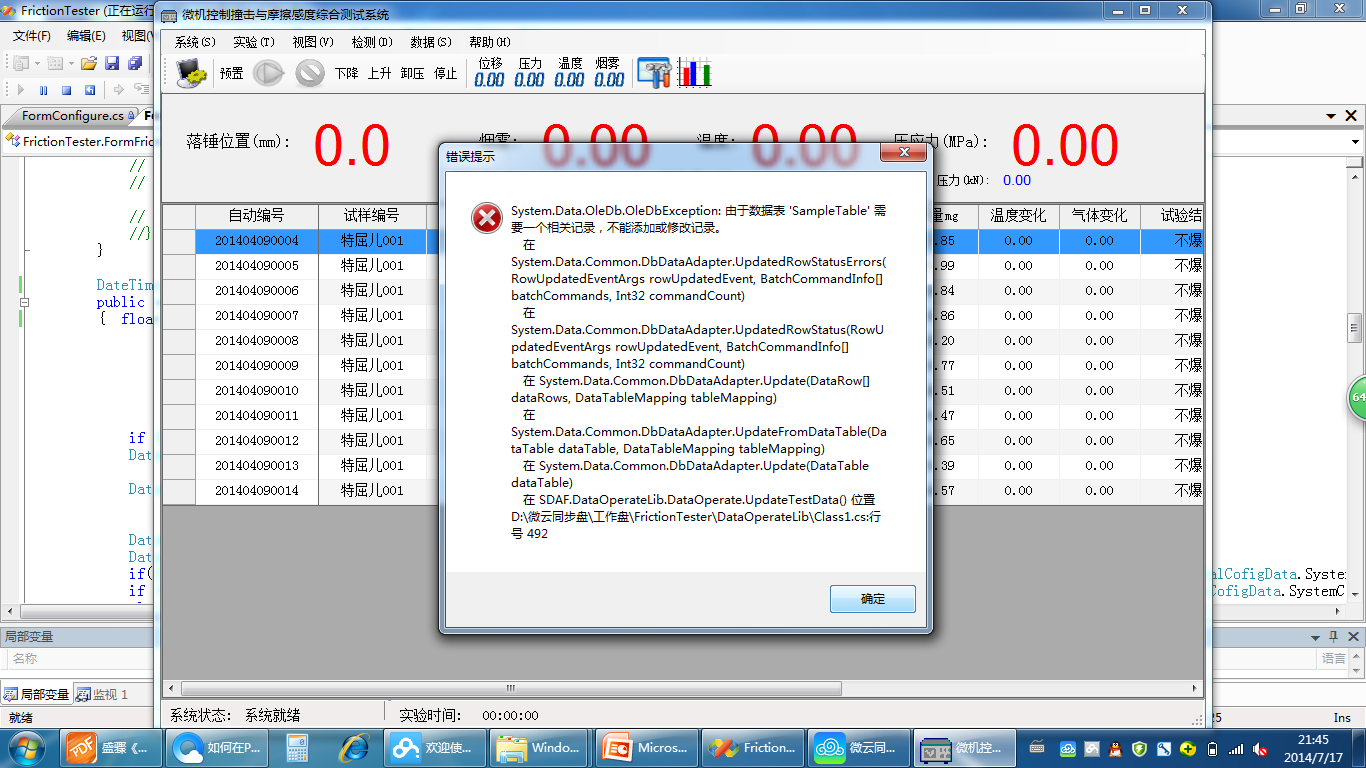 FrictionTester (正在运行
文件(F) 编辑(E) 视图(V
FormConfigure.cs
FrictionTester.FormFric
//
//
//
//}
}
DateTim
public
{ floa
if
Dat
Dat
Dat
Dat
if(
if
alCofigData.Syste
CofigData.SystemC
微机控制撞击与摩擦感度综合测试系统
系统(S) 实验(T) 视图(V) 检测(D) 数据(S) 帮助(H)
预置 下降 上升 卸压 停止
位移 压力 温度 烟雾
0.00 0.00 0.00 0.00
落锤位置(mm): 0.0 烟雾: 0.00 温度: 0.00 压应力(MPa): 0.00
压力(kN): 0.00
自动编号 试样编号 量mg 温度变化 气体变化 试验结
201404090004 特屈儿001 .85 0.00 0.00 不爆
201404090005 特屈儿001 .99 0.00 0.00 不爆
201404090006 特屈儿001 .84 0.00 0.00 不爆
201404090007 特屈儿001 .86 0.00 0.00 不爆
201404090008 特屈儿001 .20 0.00 0.00 不爆
201404090009 特屈儿001 .77 0.00 0.00 不爆
201404090010 特屈儿001 .51 0.00 0.00 不爆
201404090011 特屈儿001 .47 0.00 0.00 不爆
201404090012 特屈儿001 .65 0.00 0.00 不爆
201404090013 特屈儿001 .39 0.00 0.00 不爆
201404090014 特屈儿001 .57 0.00 0.00 不爆
错误提示
System.Data.OleDb.OleDbException: 由于数据表 'SampleTable' 需
要一个相关记录，不能添加或修改记录。
在
System.Data.Common.DbDataAdapter.UpdatedRowStatusErrors(
RowUpdatedEventArgs rowUpdatedEvent, BatchCommandInfo[]
batchCommands, Int32 commandCount)
在
System.Data.Common.DbDataAdapter.UpdatedRowStatus(RowU
pdatedEventArgs rowUpdatedEvent, BatchCommandInfo[]
batchCommands, Int32 commandCount)
在 System.Data.Common.DbDataAdapter.Update(DataRow[]
dataRows, DataTableMapping tableMapping)
在
System.Data.Common.DbDataAdapter.UpdateFromDataTable(Da
taTable dataTable, DataTableMapping tableMapping)
在 System.Data.Common.DbDataAdapter.Update(DataTable
dataTable)
在 SDAF.DataOperateLib.DataOperate.UpdateTestData() 位置
D:\微云同步盘\工作盘\FrictionTester\DataOperateLib\Class1.cs:行
号 492
确定
64
局部变量
名称 语言
局部变量 监视 1
系统状态: 系统就绪 实验时间: 00:00:00
就绪 Ins
PDF 盛骤《... 如何在P... 欢迎使... Windo... Micros... Friction... 微云同... 微机控...
21:45
2014/7/17